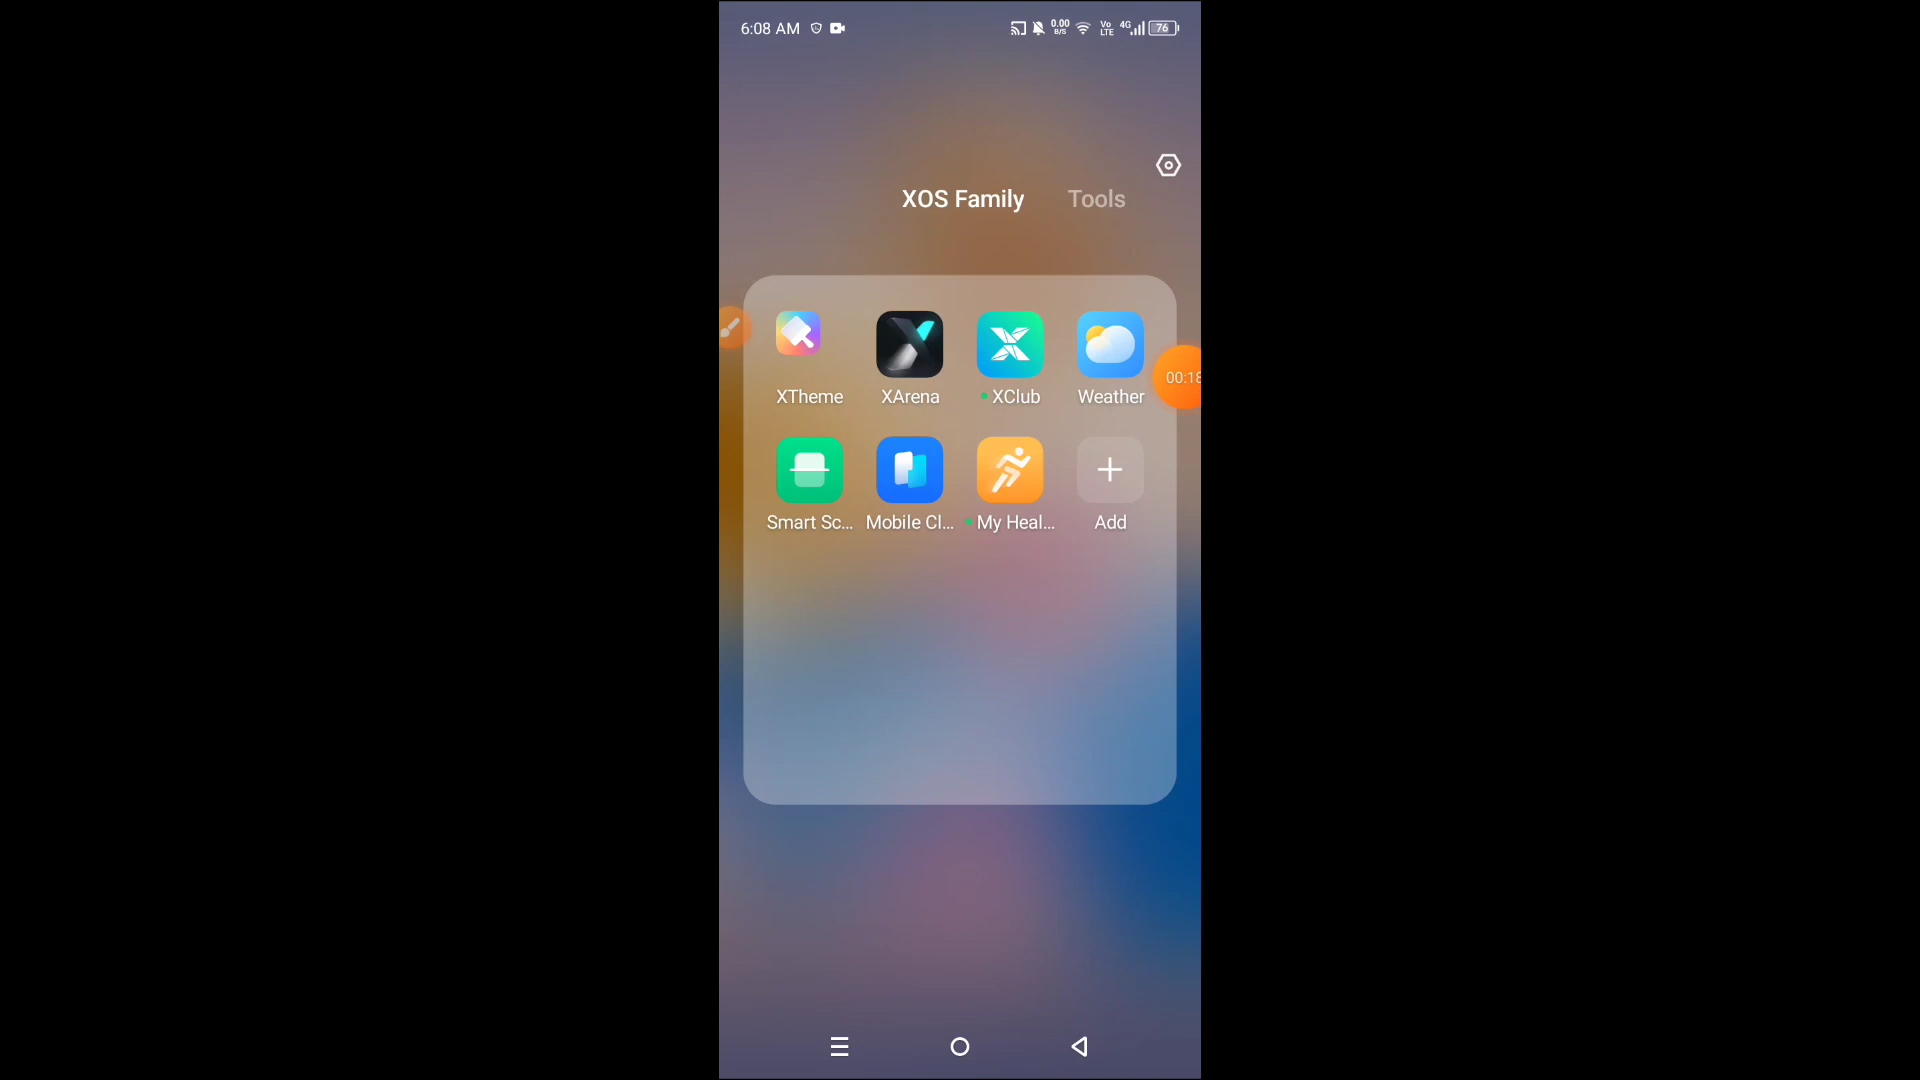 6:08 AM 0.00 B/S Vo LTE 4G 76
XOS Family Tools
XTheme XArena XClub Weather
00:18
Smart Sc... Mobile Cl... My Heal... Add